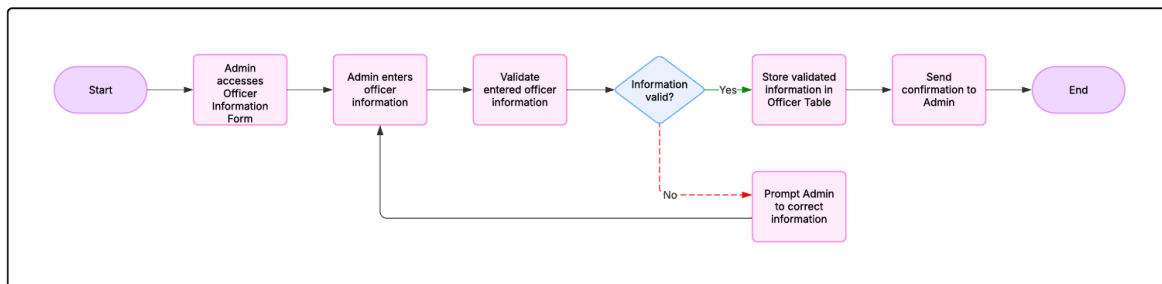 Start
Admin
accesses
Officer
Information
Form
Admin enters
officer
information
Validate
entered officer
information
Information
valid?
Yes
Store validated
information in
Officer Table
Send
confirmation to
Admin
End
No
Prompt Admin
to correct
information